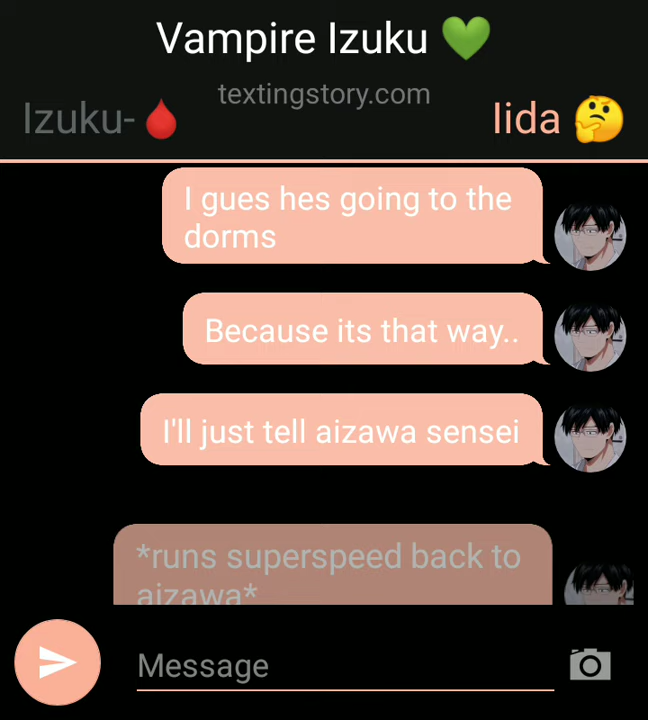 Vampire Izuku 💚
textingstory.com
Izuku-🩸
Iida 🤔
I gues hes going to the
dorms
Because its that way..
I'll just tell aizawa sensei
*runs superspeed back to
aizawa*
Message